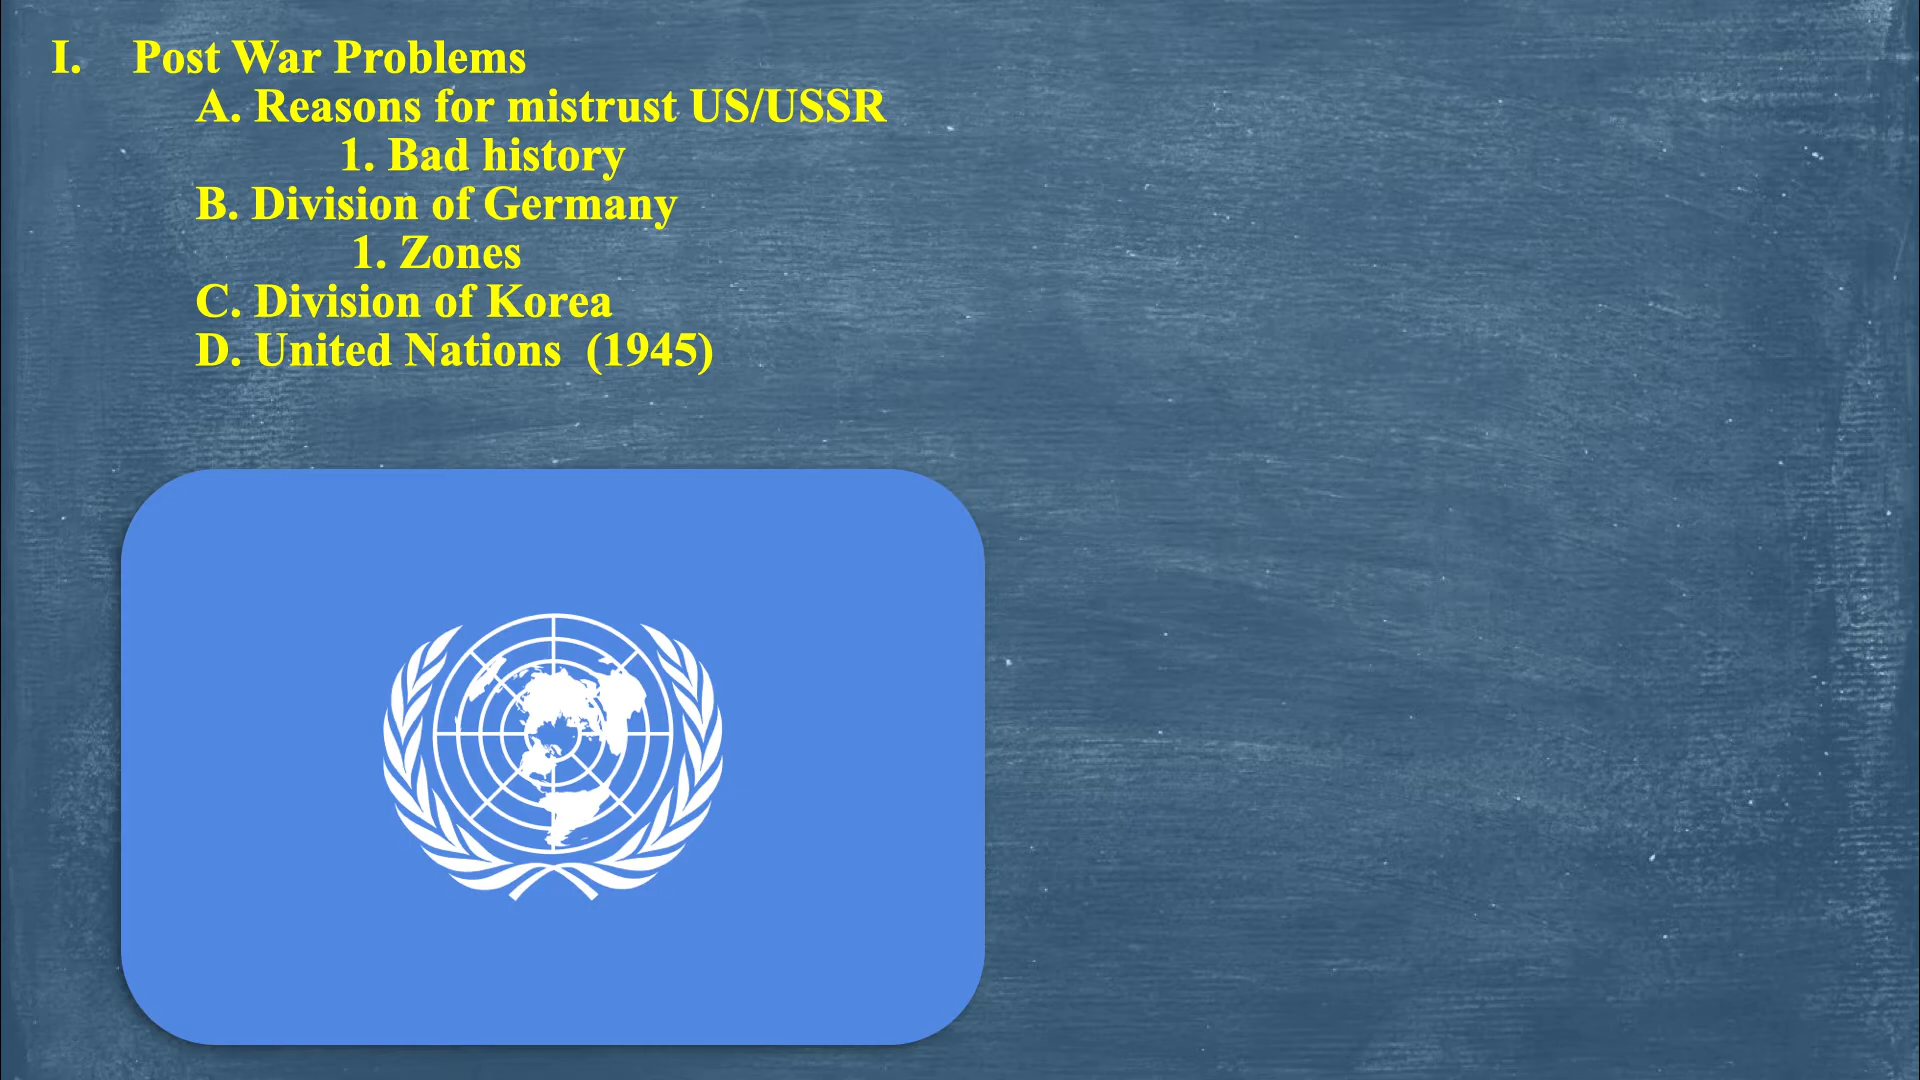 I. Post War Problems
A. Reasons for mistrust US/USSR
1. Bad history
B. Division of Germany
1. Zones
C. Division of Korea
D. United Nations (1945)